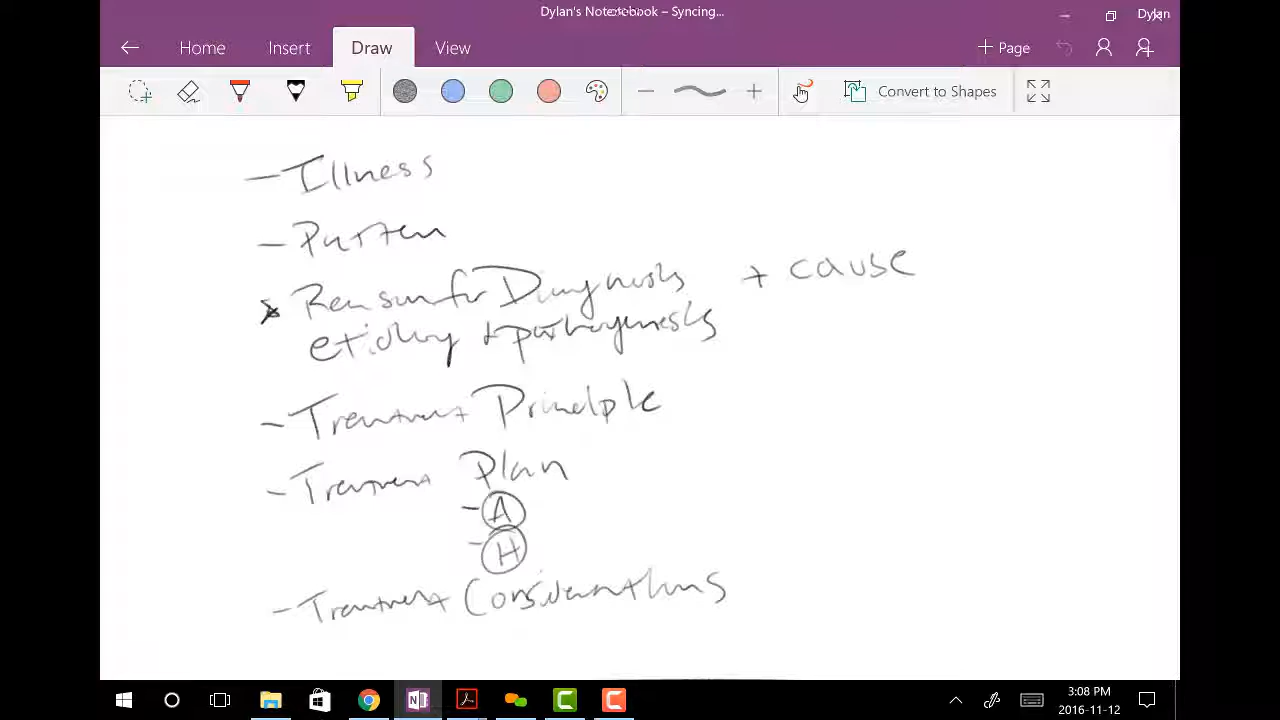 Dylan's Notebook – Syncing...
Dylan
Home Insert Draw View
Page
Convert to Shapes
- Illness
- Pattern
Reason for Diagnosis + cause
etiology + pathogenesis
- Treatment Principle
- Treatment Plan
- A
- H
- Treatment Considerations
3:08 PM
2016-11-12